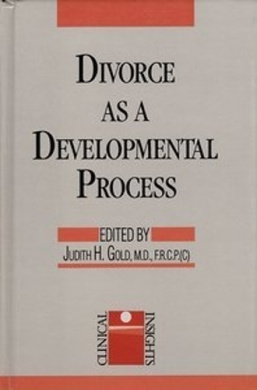 DIVORCE
AS A
DEVELOPMENTAL
PROCESS
EDITED BY
JUDITH H. GOLD, M.D., F.R.C.P.(C)
CLINICAL
INSIGHTS